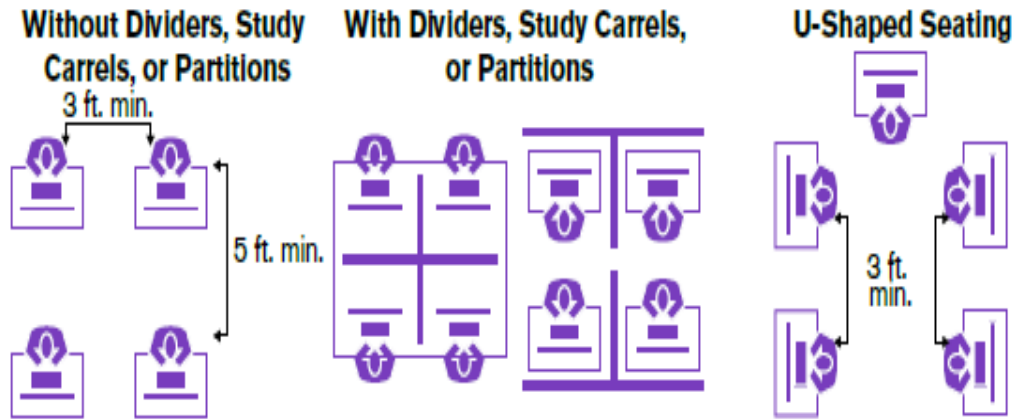 Without Dividers, Study
Carrels, or Partitions
3 ft. min.
5 ft. min.
With Dividers, Study Carrels,
or Partitions
U-Shaped Seating
3 ft.
min.